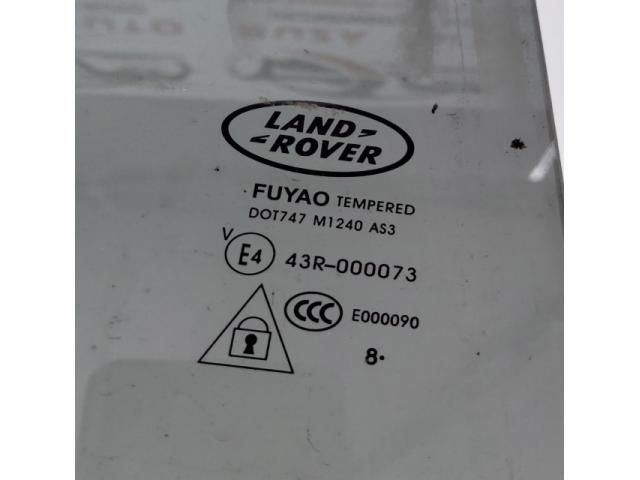 LAND
ROVER
FUYAO TEMPERED
DOT747 M1240 AS3
V
E4 43R-000073
CCC E000090
8·